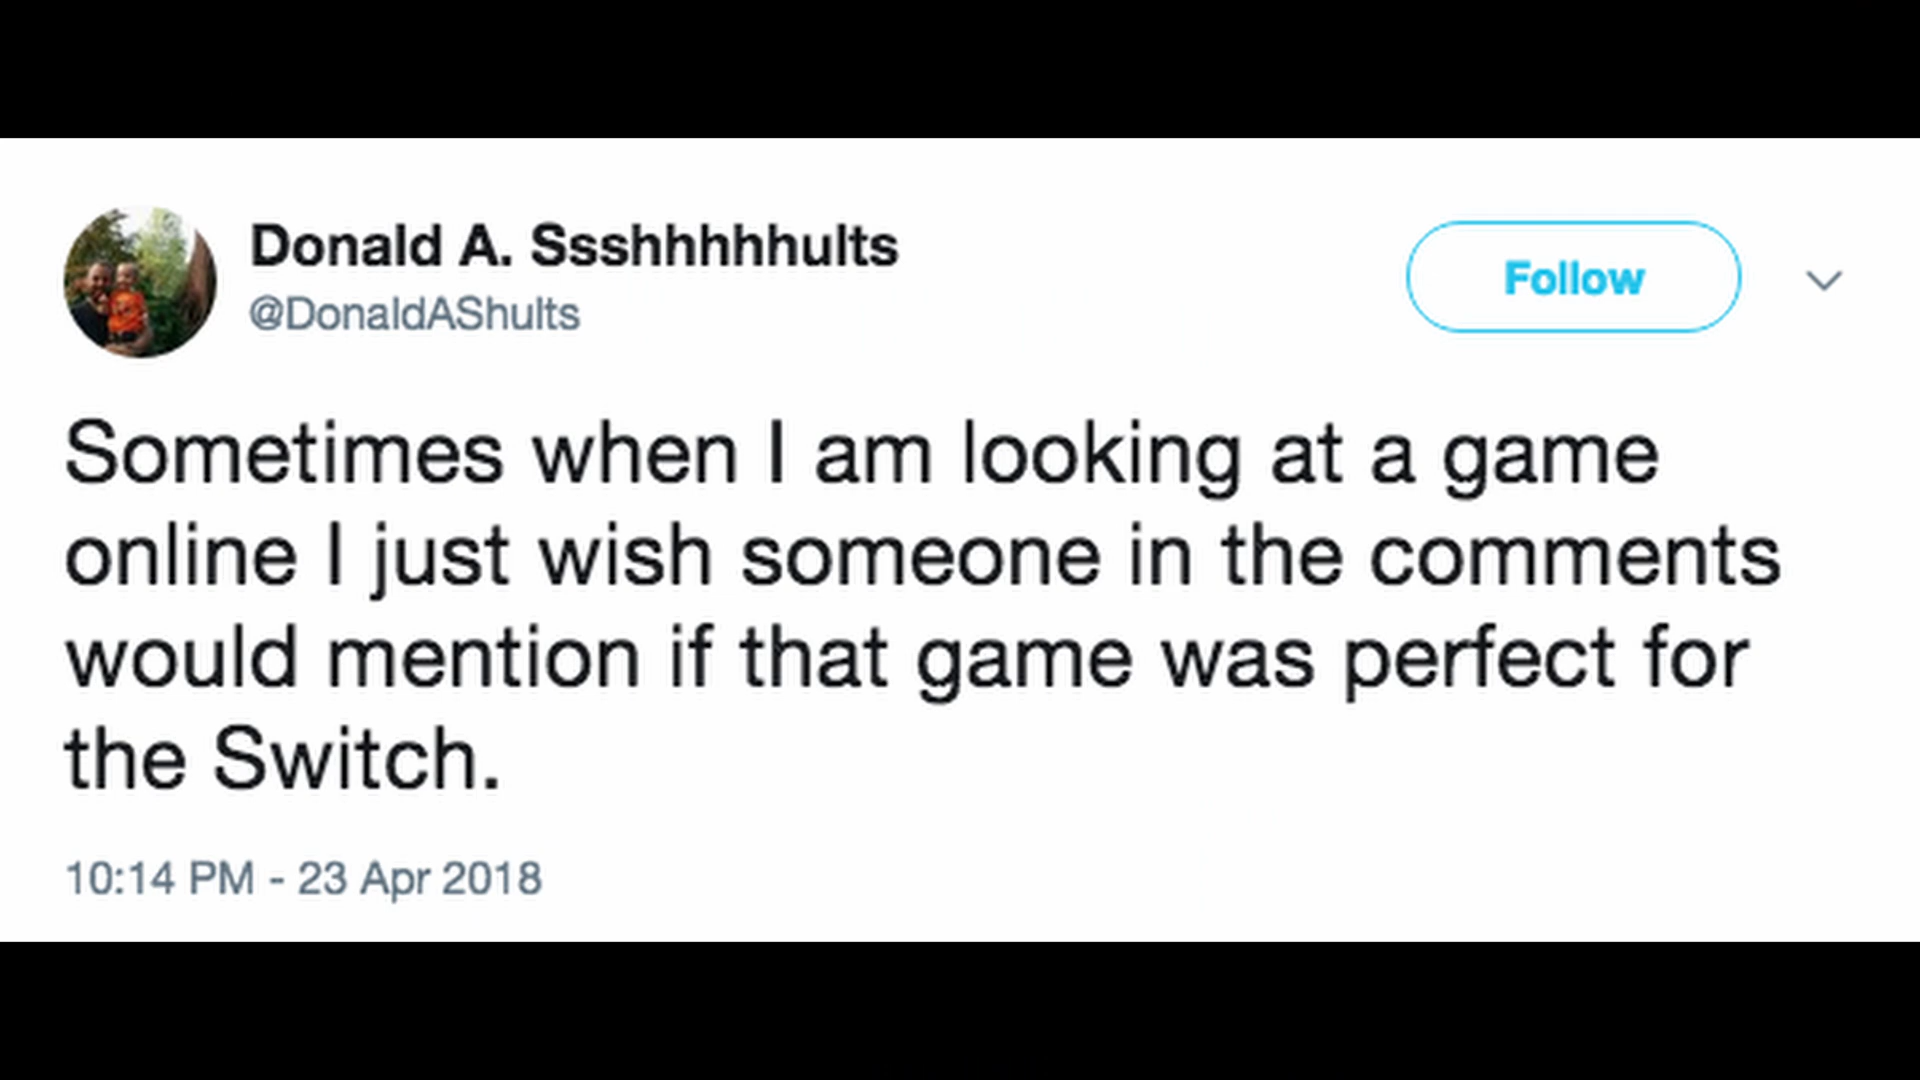 Donald A. Ssshhhhhults
@DonaldAShults
Follow
Sometimes when I am looking at a game
online I just wish someone in the comments
would mention if that game was perfect for
the Switch.
10:14 PM - 23 Apr 2018